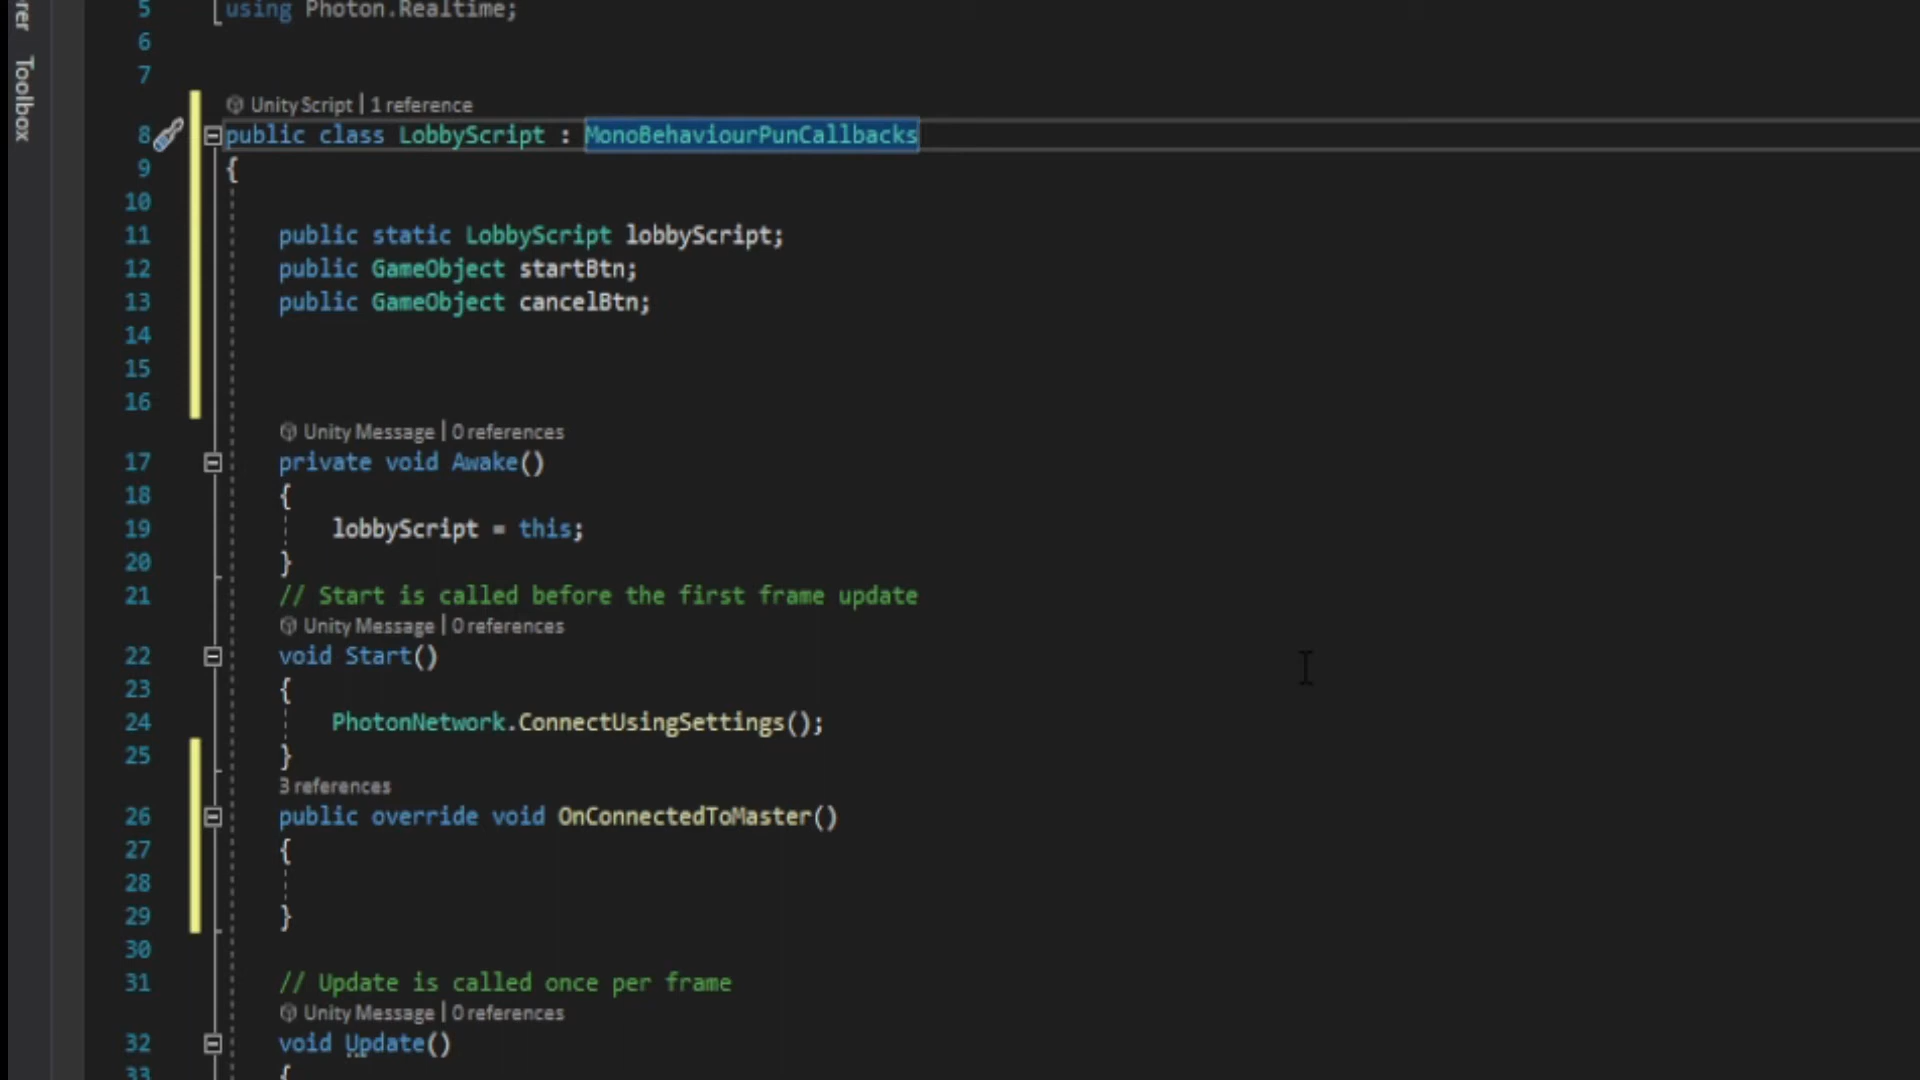 rer
Toolbox
5 using Photon.Realtime;
6
7
Unity Script | 1 reference
8 public class LobbyScript : MonoBehaviourPunCallbacks
9 {
10
11 public static LobbyScript lobbyScript;
12 public GameObject startBtn;
13 public GameObject cancelBtn;
14
15
16
Unity Message | 0 references
17 private void Awake()
18 {
19 lobbyScript = this;
20 }
21 // Start is called before the first frame update
Unity Message | 0 references
22 void Start()
23 {
24 PhotonNetwork.ConnectUsingSettings();
25 }
3 references
26 public override void OnConnectedToMaster()
27 {
28
29 }
30
31 // Update is called once per frame
Unity Message | 0 references
32 void Update()
33 {